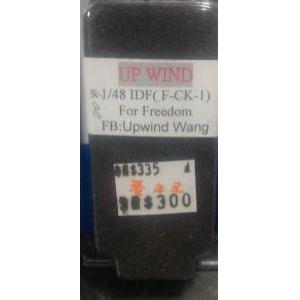 UP WIND
1/48 IDF( F-CK-1)
For Freedom
FB:Upwind Wang
$335
$300